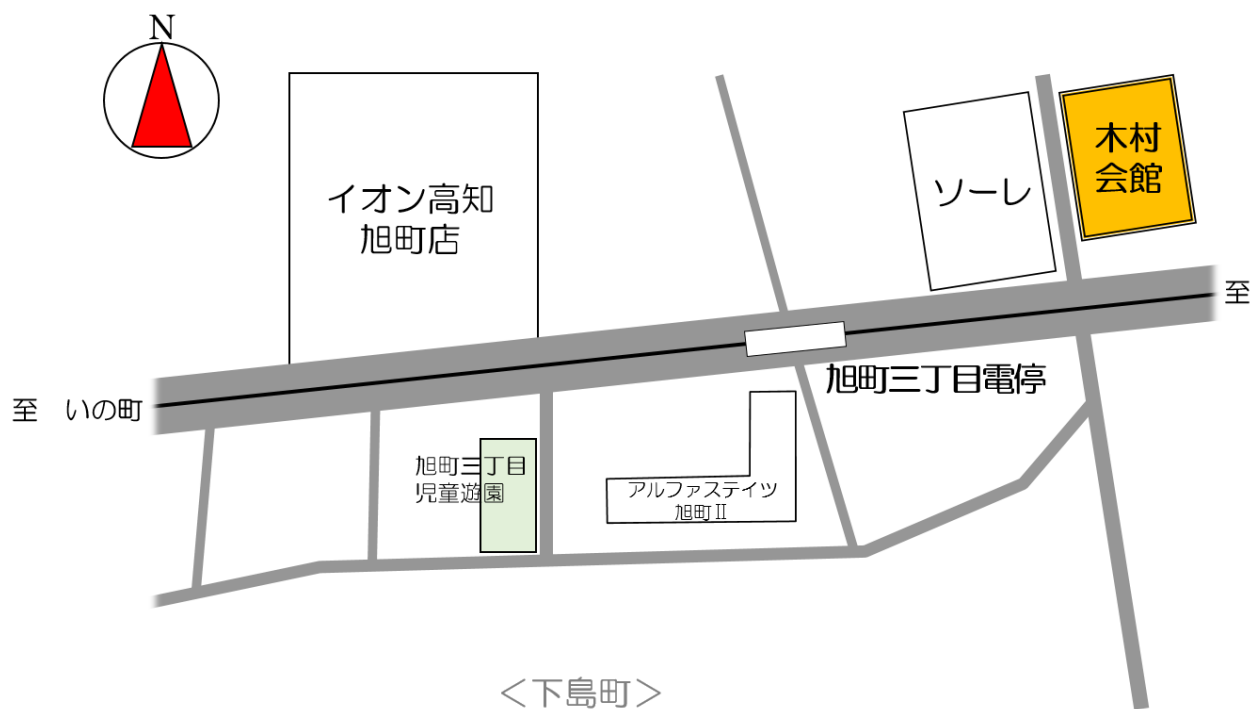 N
イオン高知
旭町店
ソーレ
木村
会館
至
旭町三丁目電停
至　いの町
旭町三丁目
児童遊園
アルファステイツ
旭町Ⅱ
＜下島町＞